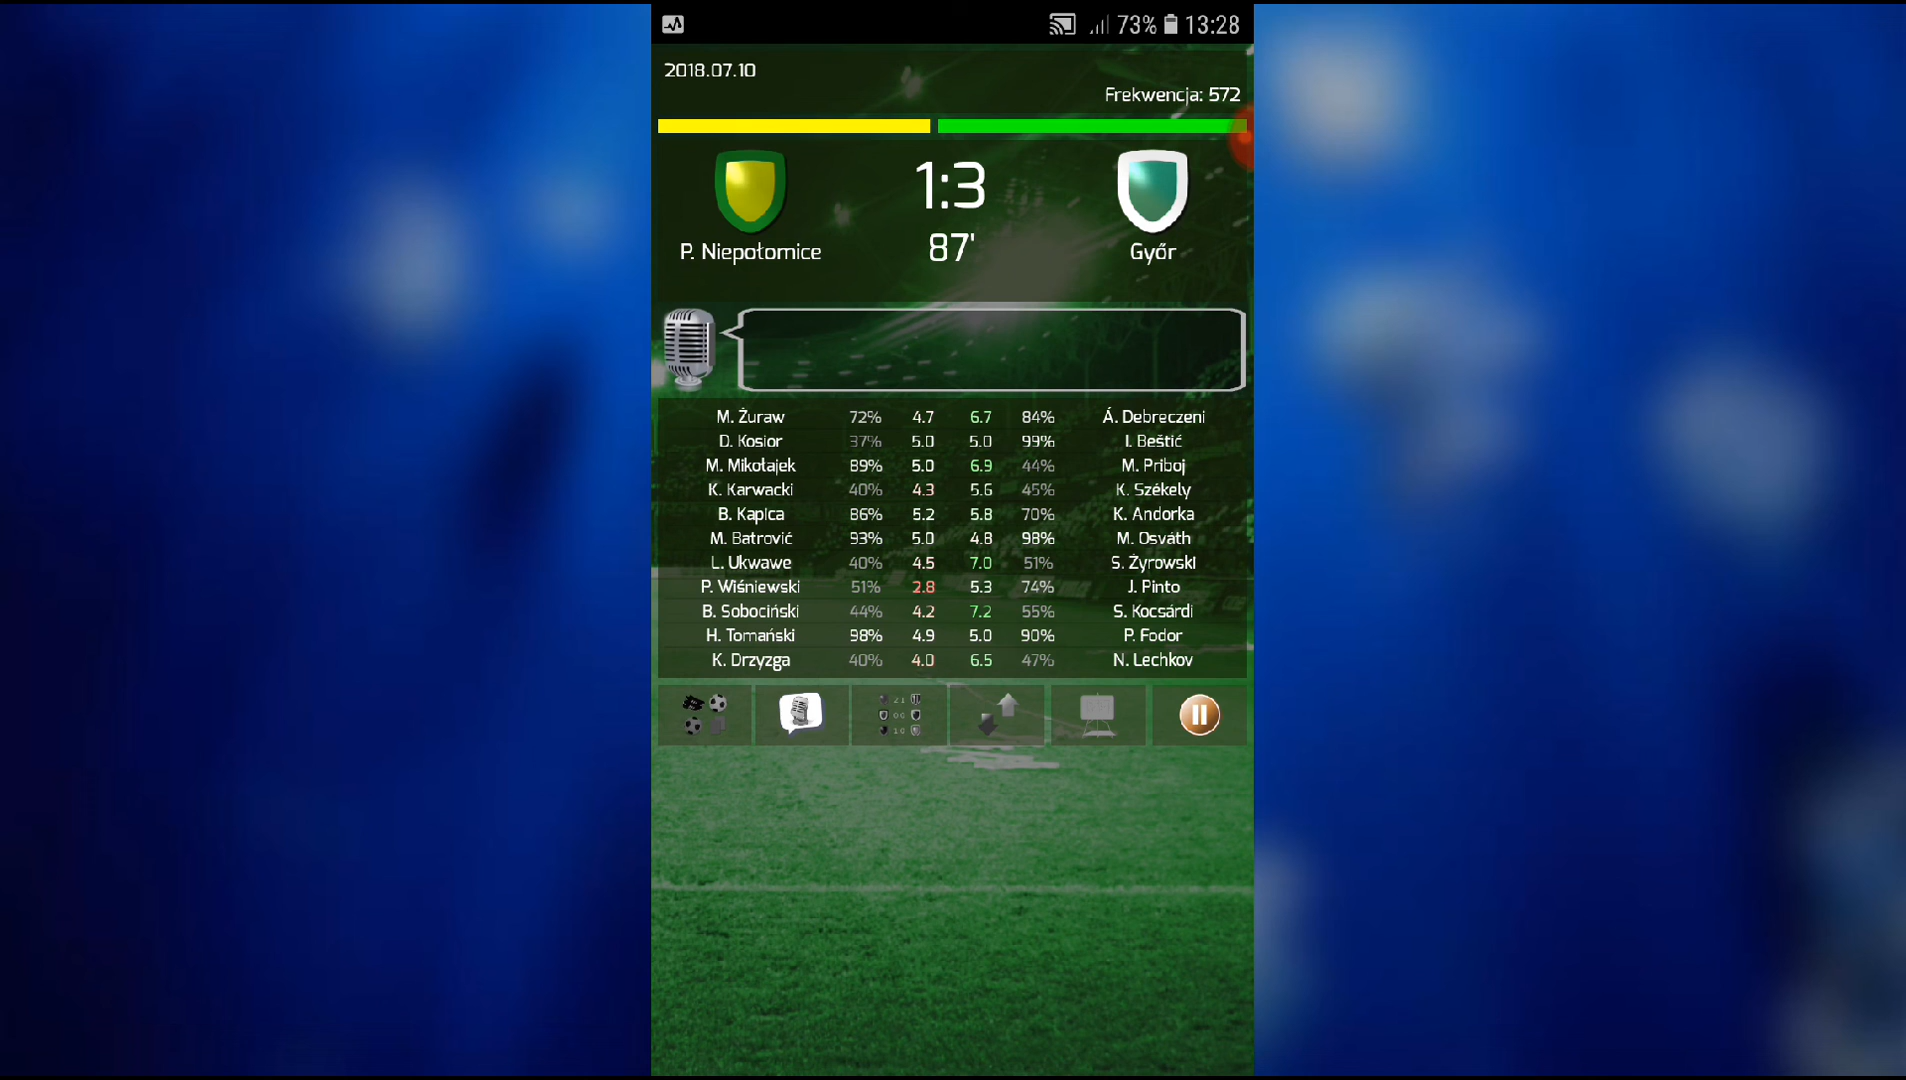 73% 13:28
2018.07.10
Frekwencja: 572
1:3
87'
P. Niepołomice Győr
M. Żuraw 72% 4.7 6.7 84% Á. Debreczeni
D. Kosior 37% 5.0 5.0 99% I. Beštić
M. Mikołajek 89% 5.0 6.9 44% M. Priboj
K. Karwacki 40% 4.3 5.6 45% K. Székely
B. Kapica 86% 5.2 5.8 70% K. Andorka
M. Batrović 93% 5.0 4.8 98% M. Osváth
L. Ukwawe 40% 4.5 7.0 51% S. Żyrowski
P. Wiśniewski 51% 2.8 5.3 74% J. Pinto
B. Sobociński 44% 4.2 7.2 55% S. Kocsárdi
H. Tomański 98% 4.9 5.0 90% P. Fodor
K. Drzyzga 40% 4.0 6.5 47% N. Lechkov